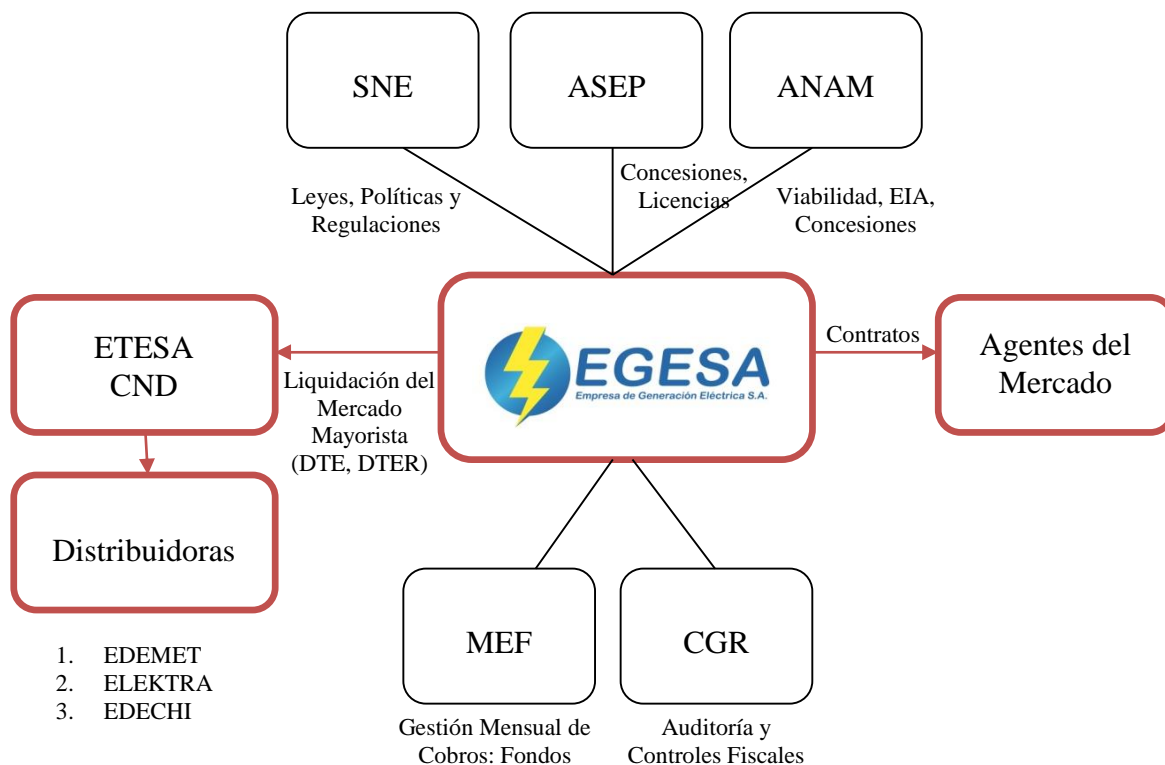 SNE
ASEP
ANAM
Leyes, Políticas y
Regulaciones
Concesiones,
Licencias
Viabilidad, EIA,
Concesiones
ETESA
CND
Liquidación del
Mercado
Mayorista
(DTE, DTER)
EGESA
Empresa de Generación Eléctrica S.A.
Contratos
Agentes del
Mercado
Distribuidoras
1. EDEMET
2. ELEKTRA
3. EDECHI
MEF
CGR
Gestión Mensual de
Cobros: Fondos
Auditoría y
Controles Fiscales